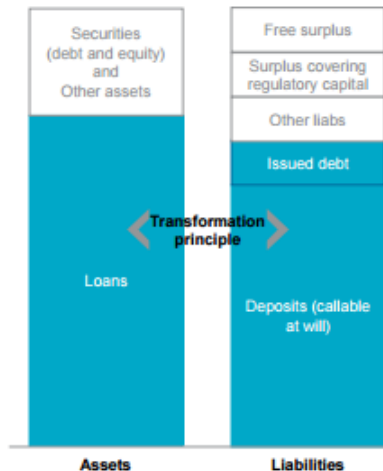 Securities
(debt and equity)
and
Other assets
Free surplus
Surplus covering
regulatory capital
Other liabs
Issued debt
Transformation
principle
Loans
Deposits (callable
at will)
Assets
Liabilities